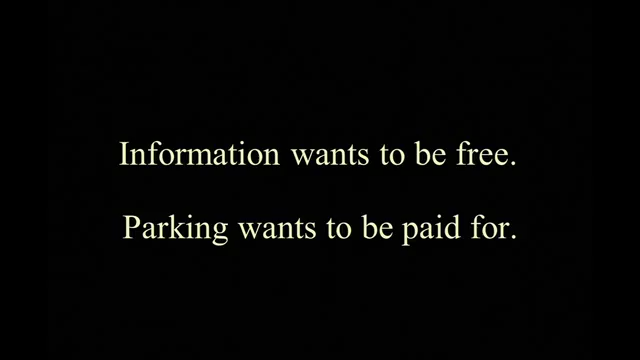 Information wants to be free.
Parking wants to be paid for.